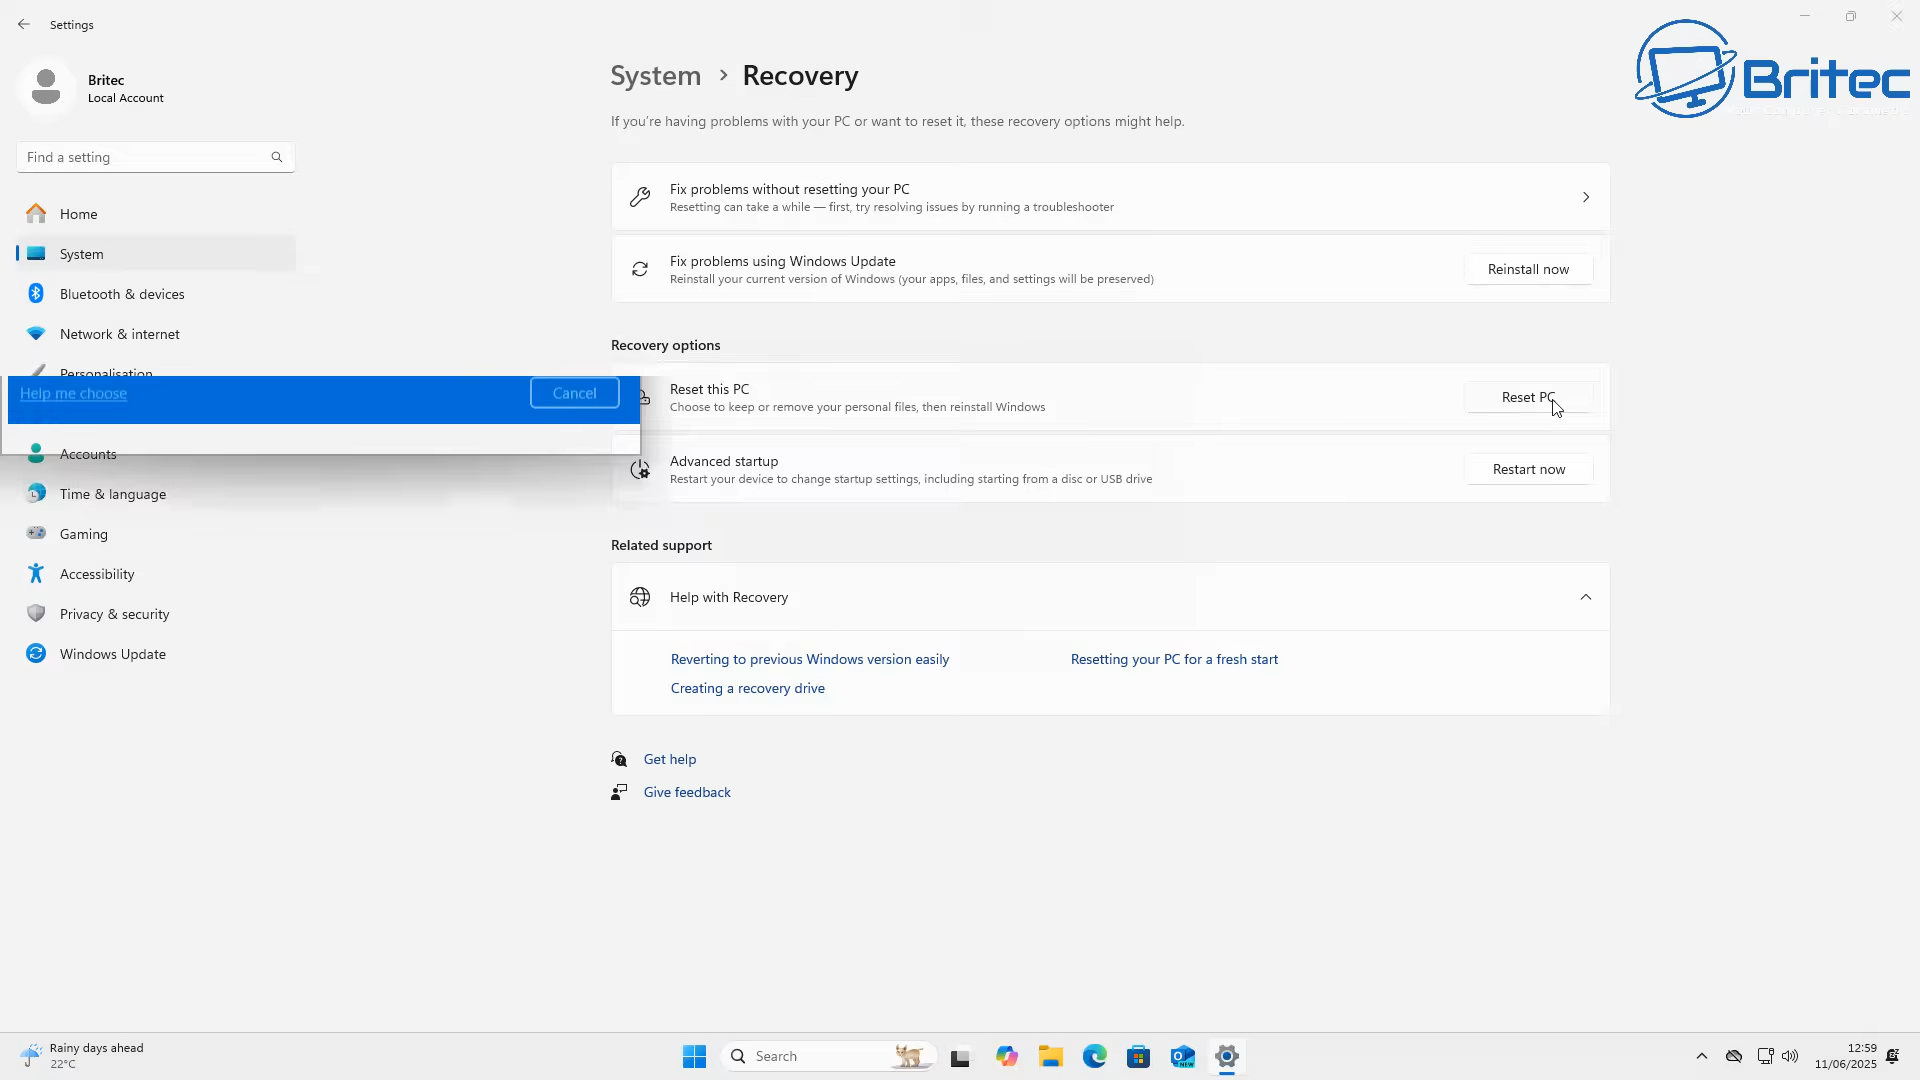 Settings
Britec
Local Account
Find a setting
Home
System
Bluetooth & devices
Network & internet
Personalisation
Help me choose
Cancel
Accounts
Time & language
Gaming
Accessibility
Privacy & security
Windows Update
System > Recovery
If you're having problems with your PC or want to reset it, these recovery options might help.
Fix problems without resetting your PC
Resetting can take a while — first, try resolving issues by running a troubleshooter
Fix problems using Windows Update
Reinstall your current version of Windows (your apps, files, and settings will be preserved)
Reinstall now
Recovery options
Reset this PC
Choose to keep or remove your personal files, then reinstall Windows
Reset PC
Advanced startup
Restart your device to change startup settings, including starting from a disc or USB drive
Restart now
Related support
Help with Recovery
Reverting to previous Windows version easily
Resetting your PC for a fresh start
Creating a recovery drive
Get help
Give feedback
Britec
Rainy days ahead
22°C
Search
NEW
12:59
11/06/2025